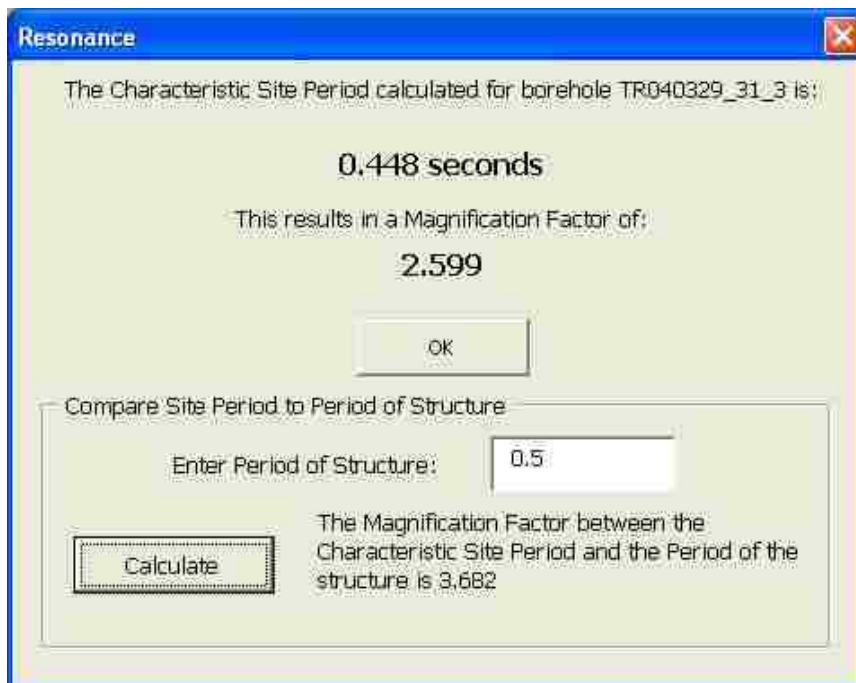 Resonance
The Characteristic Site Period calculated for borehole TR040329_31_3 is:
0.448 seconds
This results in a Magnification Factor of:
2.599
OK
Compare Site Period to Period of Structure
Enter Period of Structure:
0.5
Calculate
The Magnification Factor between the
Characteristic Site Period and the Period of the
structure is 3.682